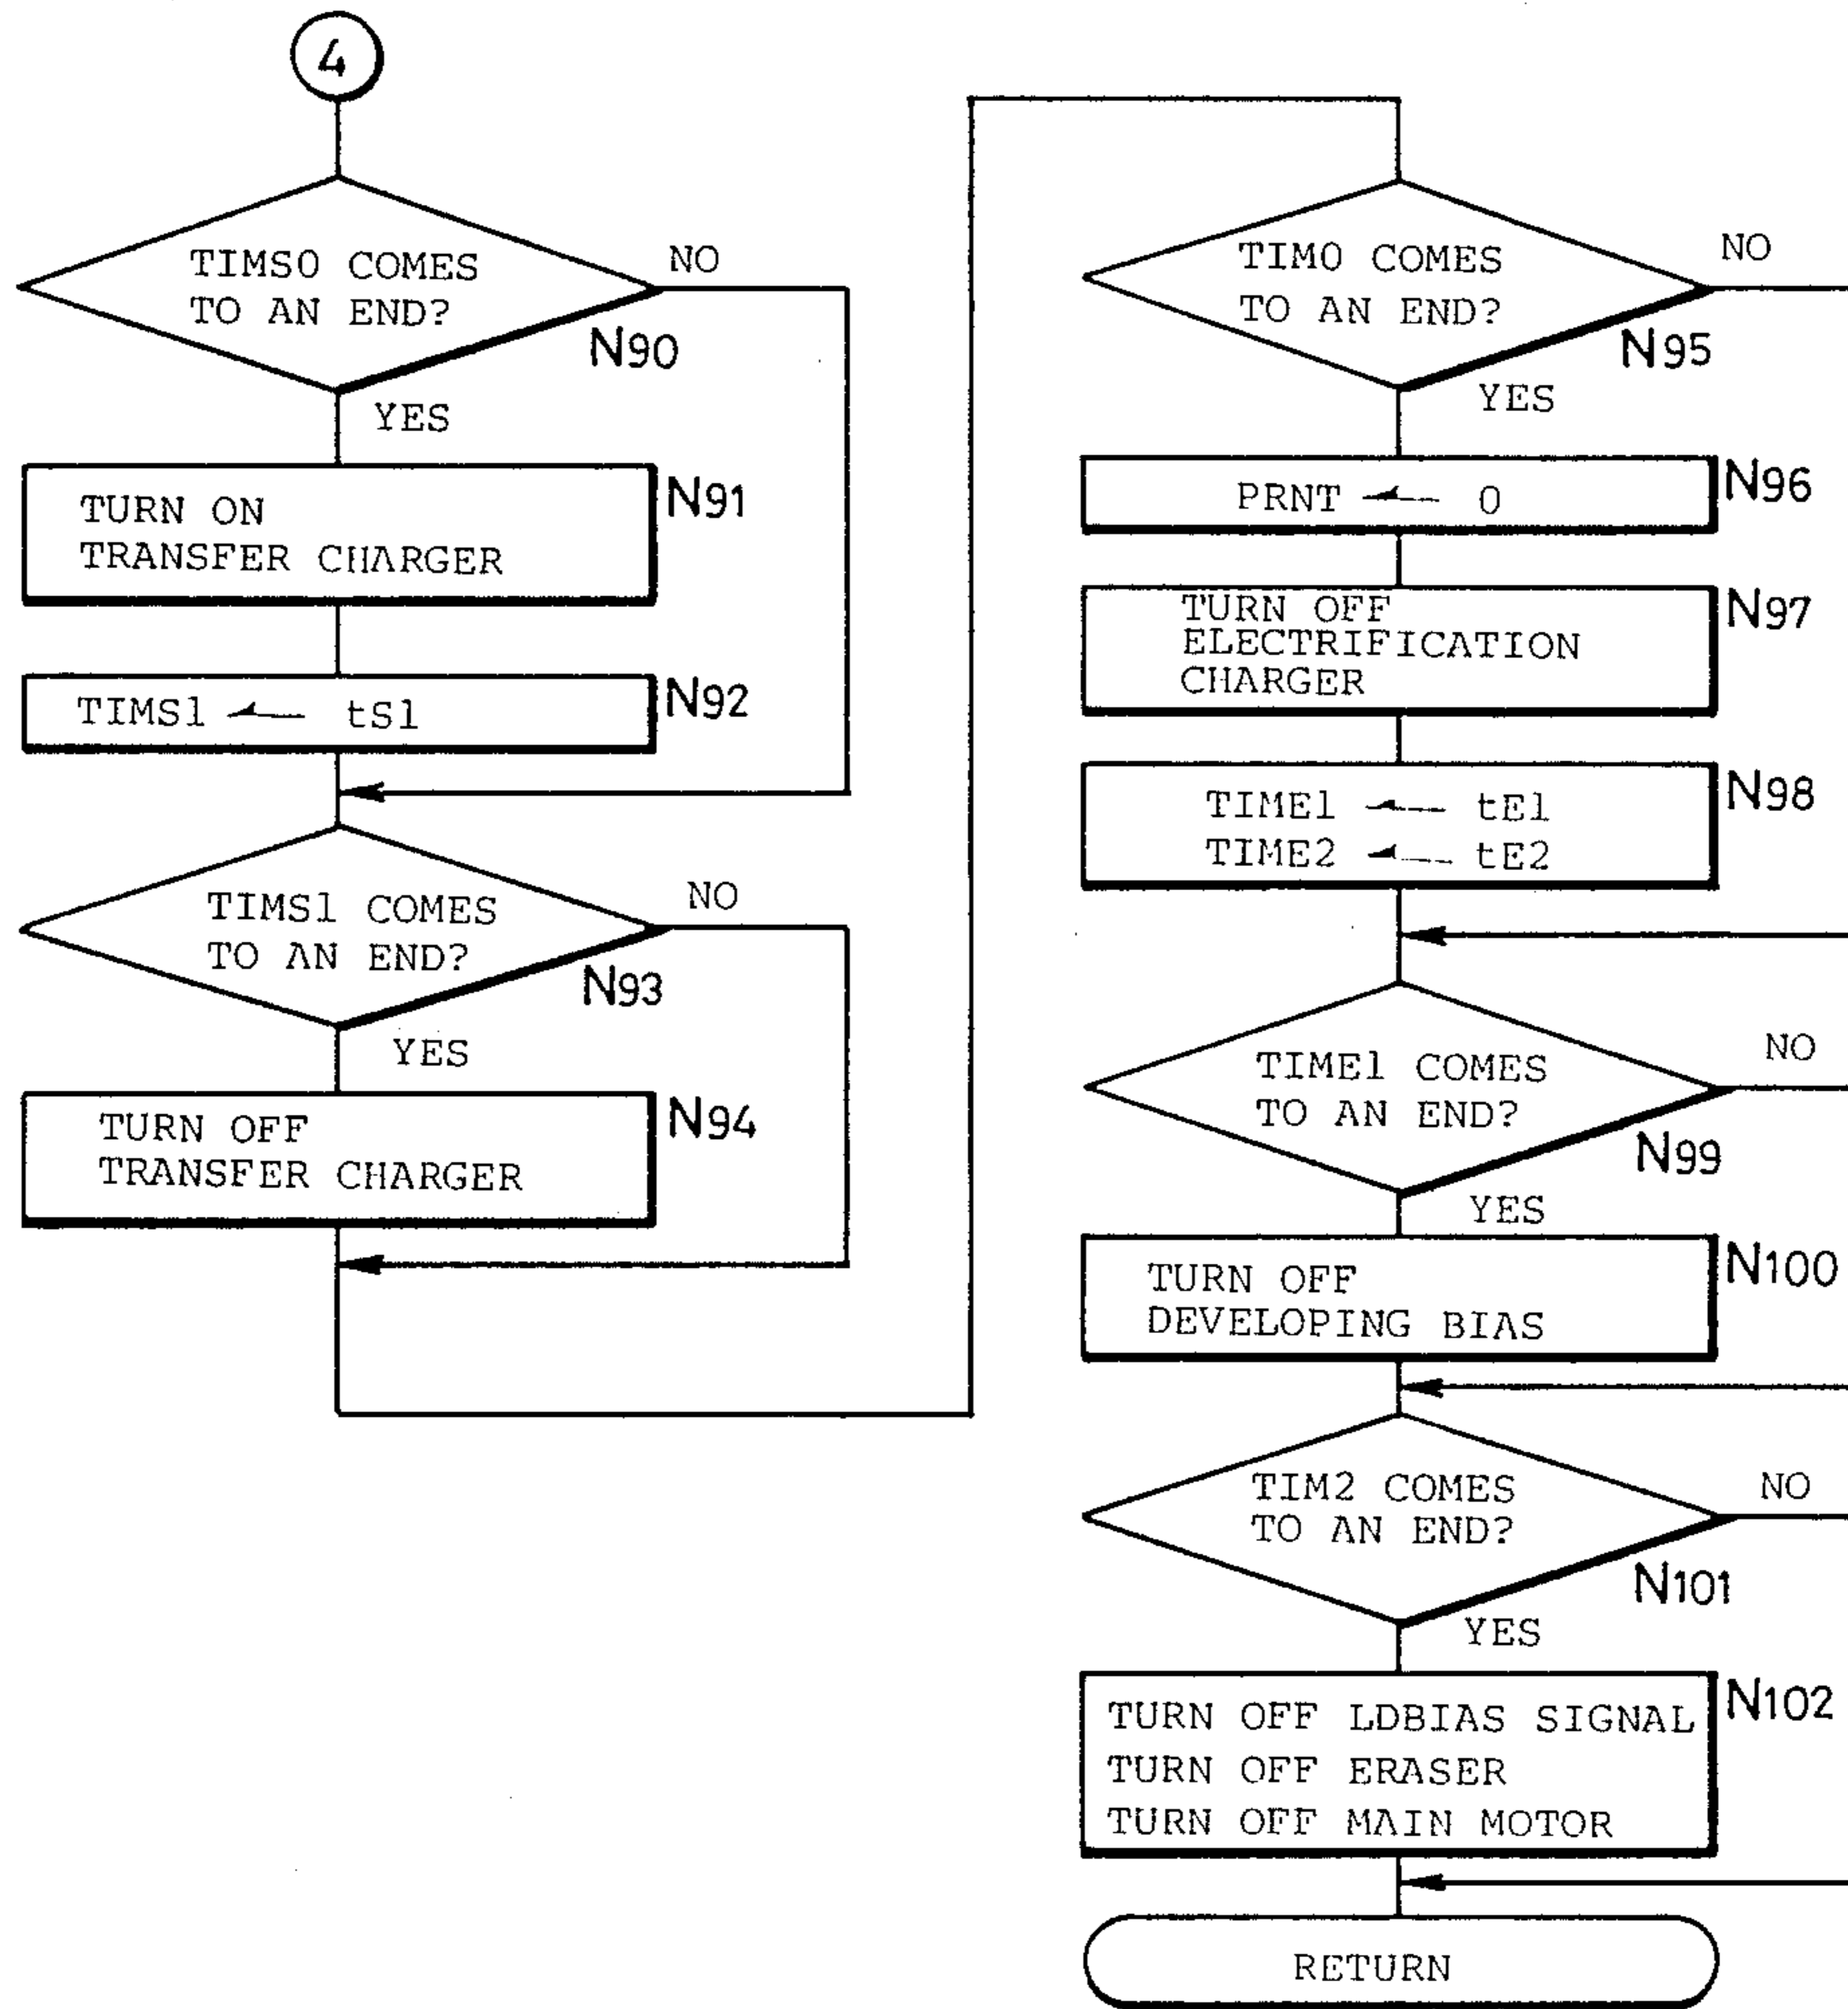 4
TIMS0 COMES
TO AN END?
NO
N90
YES
TURN ON
TRANSFER CHARGER
N91
TIMS1 ← tS1
N92
TIMS1 COMES
TO AN END?
NO
N93
YES
TURN OFF
TRANSFER CHARGER
N94
TIM0 COMES
TO AN END?
NO
N95
YES
PRNT ← 0
N96
TURN OFF
ELECTRIFICATION
CHARGER
N97
TIME1 ← tE1
TIME2 ← tE2
N98
TIME1 COMES
TO AN END?
NO
N99
YES
TURN OFF
DEVELOPING BIAS
N100
TIM2 COMES
TO AN END?
NO
N101
YES
TURN OFF LDBIAS SIGNAL
TURN OFF ERASER
TURN OFF MAIN MOTOR
N102
RETURN